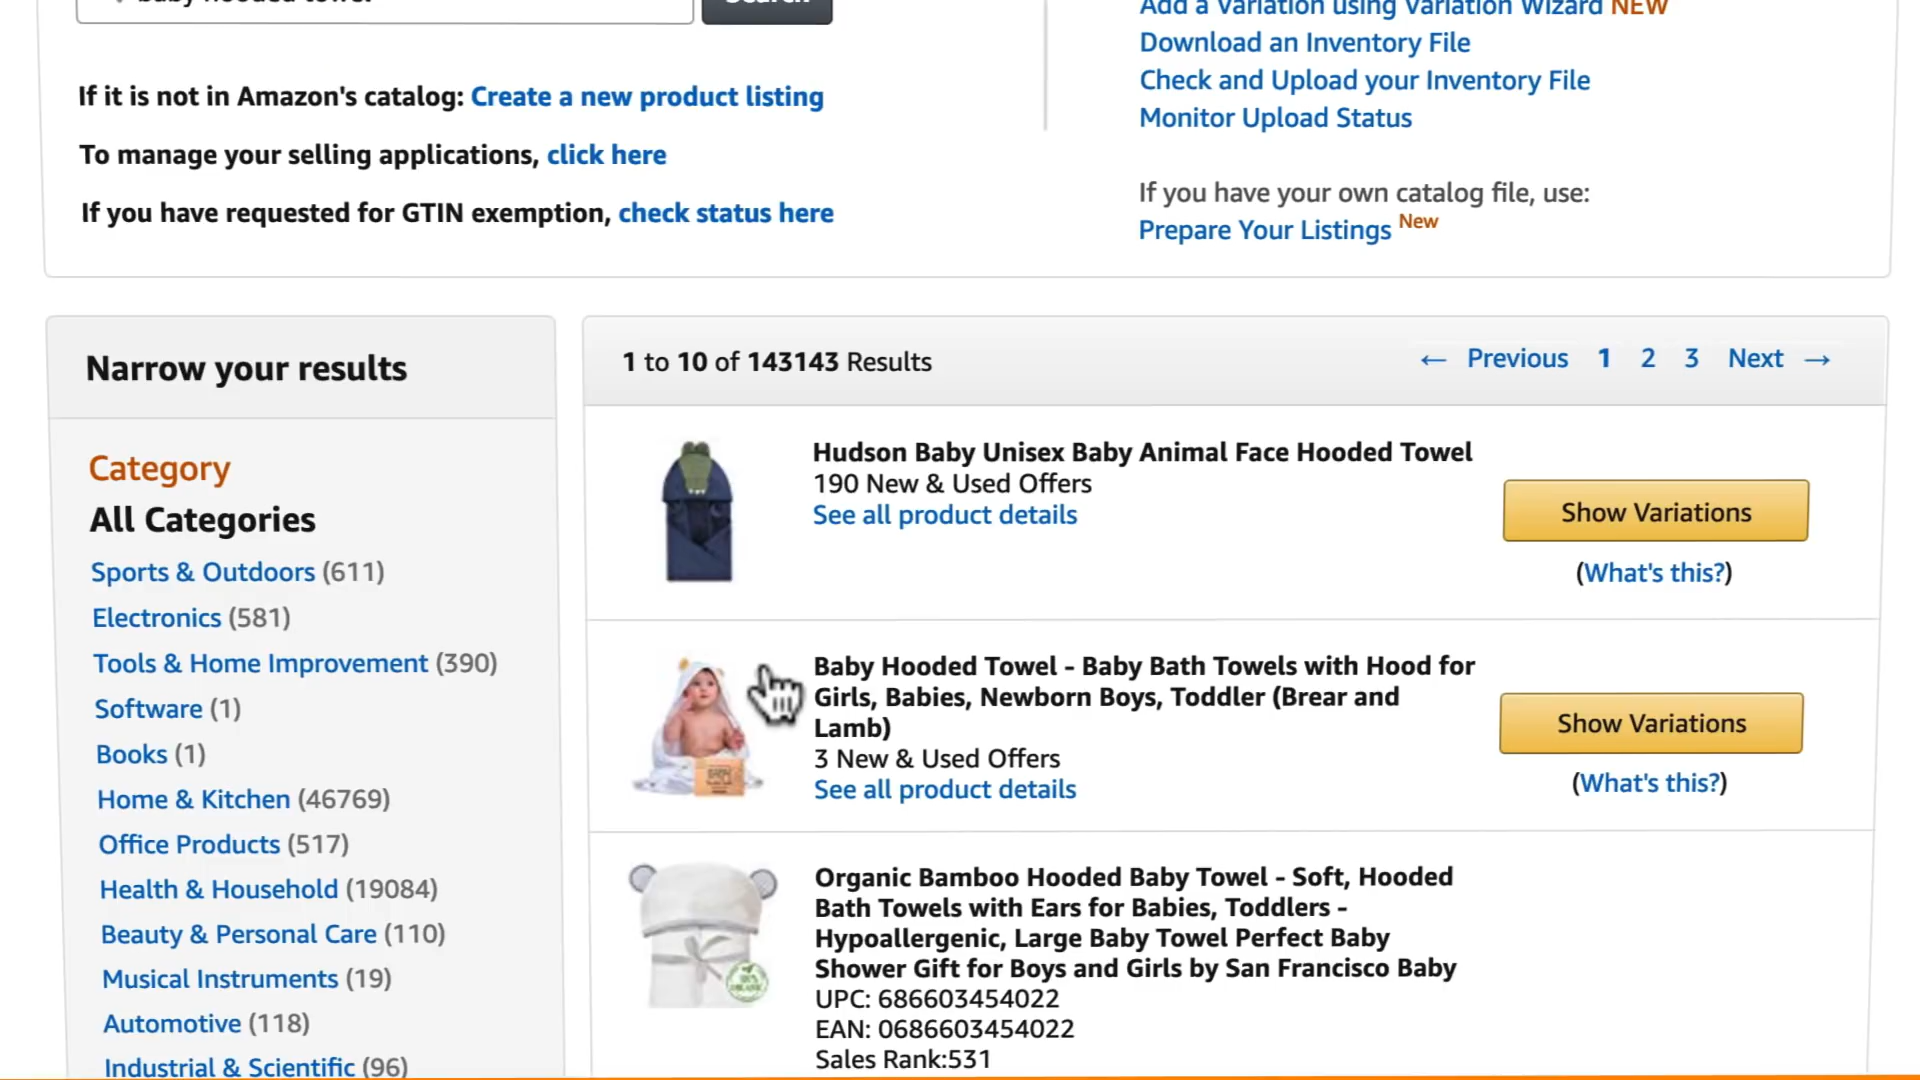 baby hooded towel
Search
Add a Variation using Variation Wizard NEW
Download an Inventory File
Check and Upload your Inventory File
Monitor Upload Status
If it is not in Amazon's catalog: Create a new product listing
To manage your selling applications, click here
If you have requested for GTIN exemption, check status here
If you have your own catalog file, use:
Prepare Your Listings New
Narrow your results
Category
All Categories
Sports & Outdoors (611)
Electronics (581)
Tools & Home Improvement (390)
Software (1)
Books (1)
Home & Kitchen (46769)
Office Products (517)
Health & Household (19084)
Beauty & Personal Care (110)
Musical Instruments (19)
Automotive (118)
Industrial & Scientific (96)
1 to 10 of 143143 Results
← Previous 1 2 3 Next →
Hudson Baby Unisex Baby Animal Face Hooded Towel
190 New & Used Offers
See all product details
Show Variations
(What's this?)
Baby Hooded Towel - Baby Bath Towels with Hood for
Girls, Babies, Newborn Boys, Toddler (Brear and
Lamb)
3 New & Used Offers
See all product details
Show Variations
(What's this?)
Organic Bamboo Hooded Baby Towel - Soft, Hooded
Bath Towels with Ears for Babies, Toddlers -
Hypoallergenic, Large Baby Towel Perfect Baby
Shower Gift for Boys and Girls by San Francisco Baby
UPC: 686603454022
EAN: 0686603454022
Sales Rank:531